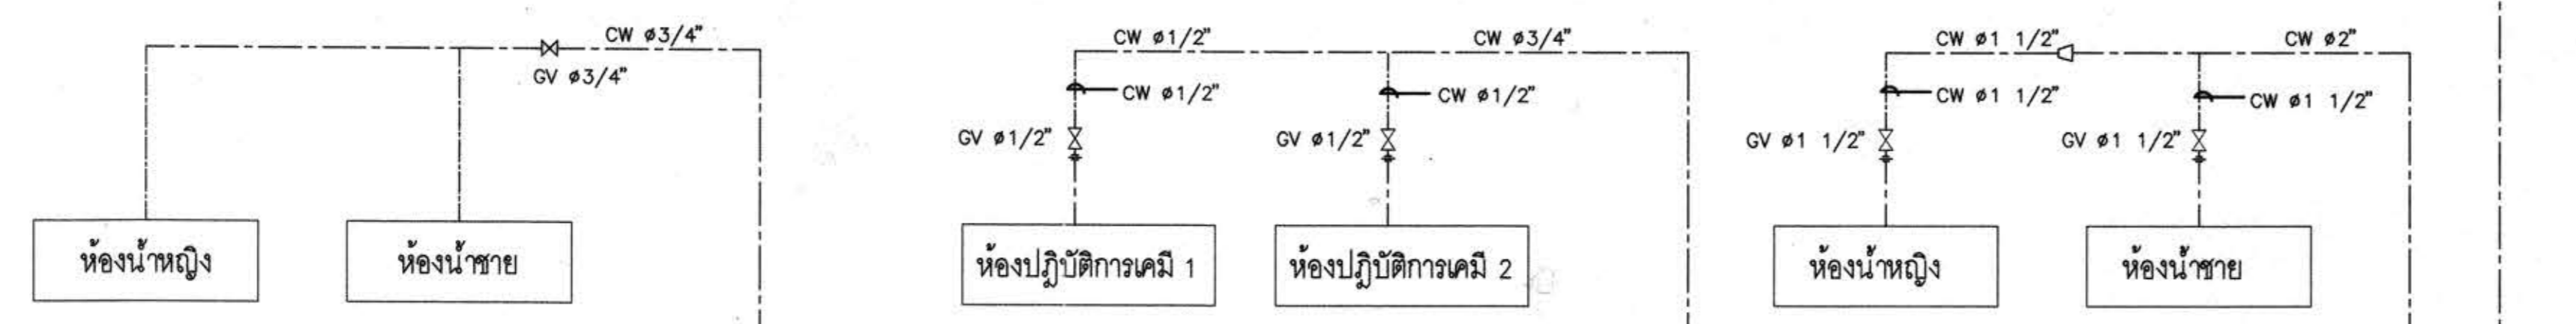 CW ø3/4"
GV ø3/4"
ห้องน้ำหญิง
ห้องน้ำชาย
CW ø1/2"
CW ø3/4"
CW ø1/2"
CW ø1/2"
GV ø1/2"
GV ø1/2"
ห้องปฏิบัติการเคมี 1
ห้องปฏิบัติการเคมี 2
CW ø1 1/2"
CW ø2"
CW ø1 1/2"
CW ø1 1/2"
GV ø1 1/2"
GV ø1 1/2"
ห้องน้ำหญิง
ห้องน้ำชาย